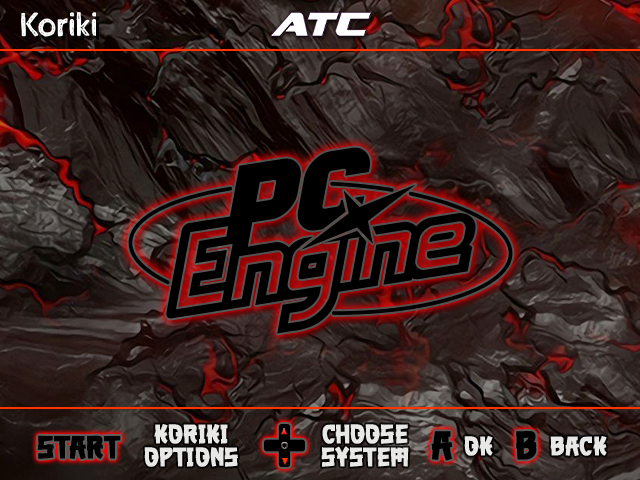 Koriki
ATC
PC
Engine
START
KORIKI
OPTIONS
CHOOSE
SYSTEM
A OK
B BACK